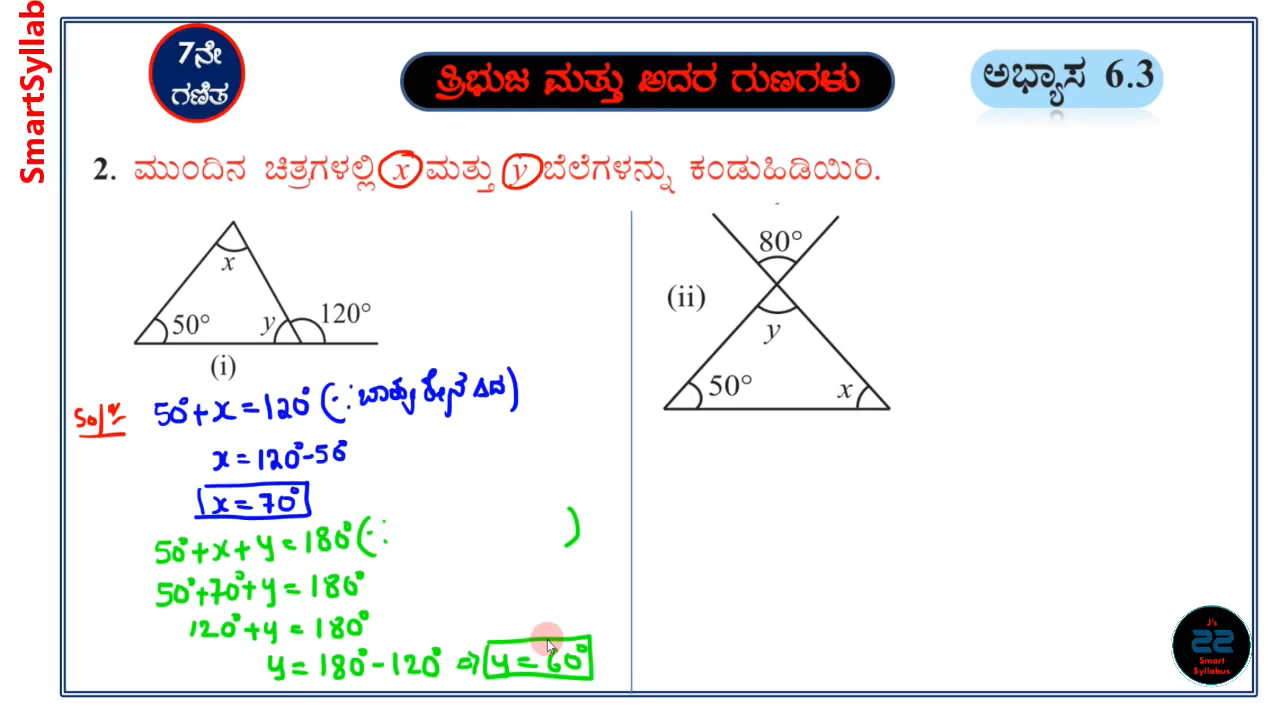 SmartSyllab
7ನೇ
ಗಣಿತ
ತ್ರಿಭುಜ ಮತ್ತು ಅದರ ಗುಣಗಳು
ಅಭ್ಯಾಸ 6.3
2. ಮುಂದಿನ ಚಿತ್ರಗಳಲ್ಲಿ x ಮತ್ತು y ಬೆಲೆಗಳನ್ನು ಕಂಡುಹಿಡಿಯಿರಿ.
x
50°
y
120°
(i)
80°
(ii)
y
50°
x
50°+x=120° (∵ ಬಾಹ್ಯ ಕೋನ
x = 120°-50°
x = 70°
50°+x+y=180° (∵ )
50°+70°+y=180°
120°+y=180°
y=180°-120° ⇒ y=60°
J's
22
Smart
Syllabus